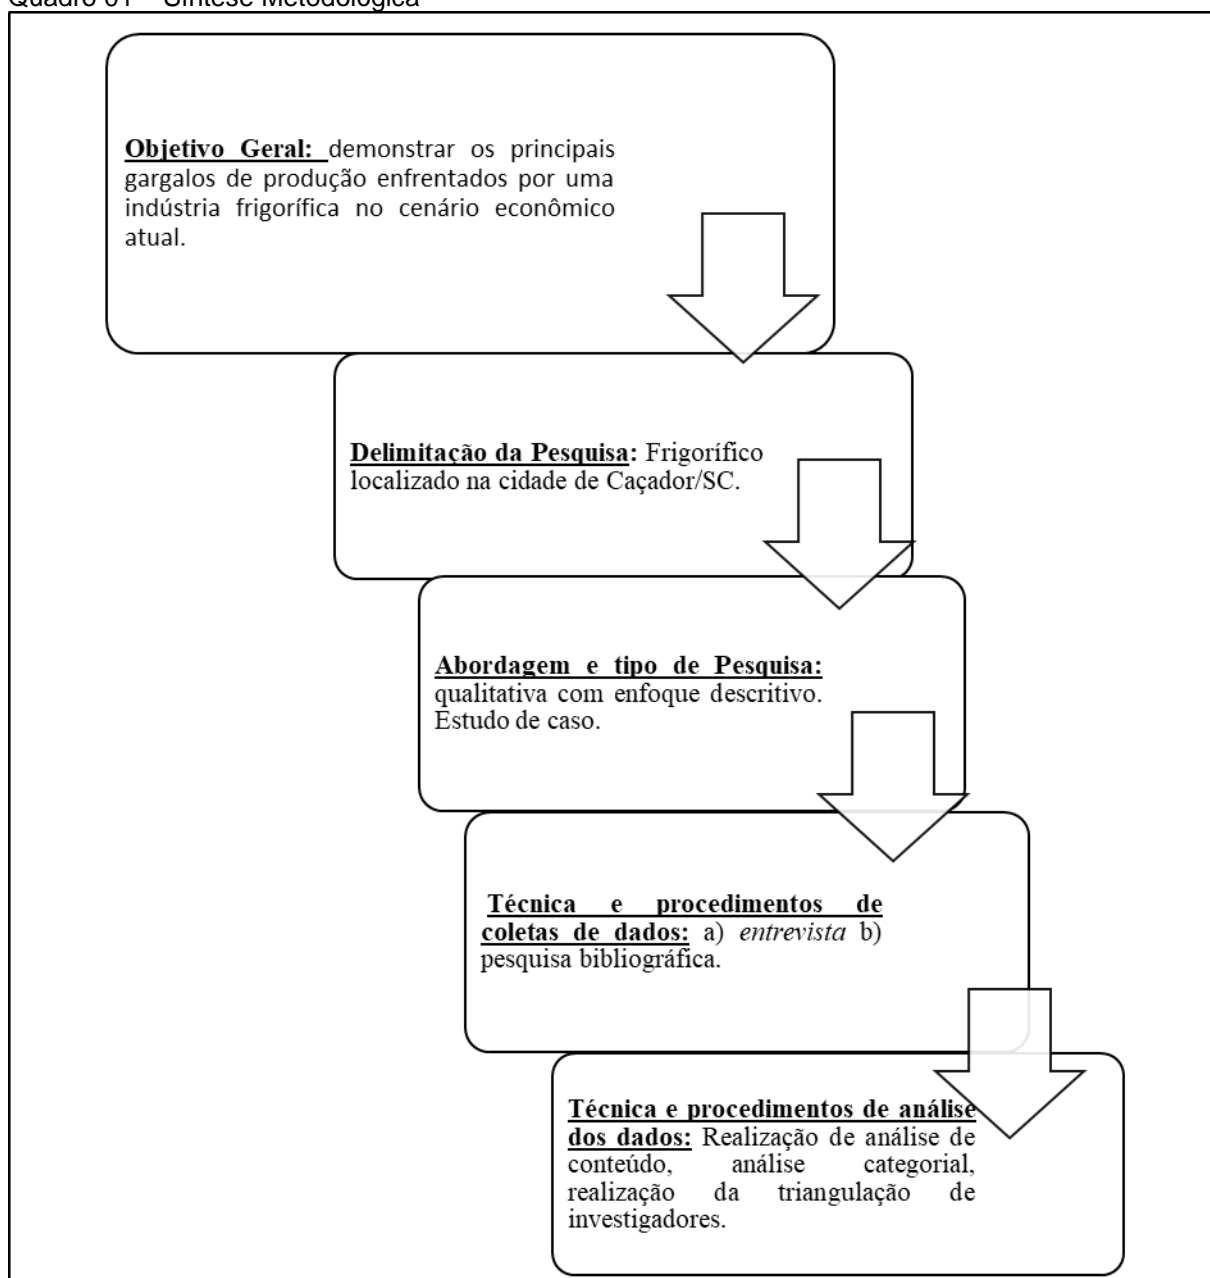 Quadro 01 – Síntese Metodológica
Objetivo Geral: demonstrar os principais
gargalos de produção enfrentados por uma
indústria frigorífica no cenário econômico
atual.
Delimitação da Pesquisa: Frigorífico
localizado na cidade de Caçador/SC.
Abordagem e tipo de Pesquisa:
qualitativa com enfoque descritivo.
Estudo de caso.
Técnica e procedimentos de
coletas de dados: a) entrevista b)
pesquisa bibliográfica.
Técnica e procedimentos de análise
dos dados: Realização de análise de
conteúdo, análise categorial,
realização da triangulação de
investigadores.